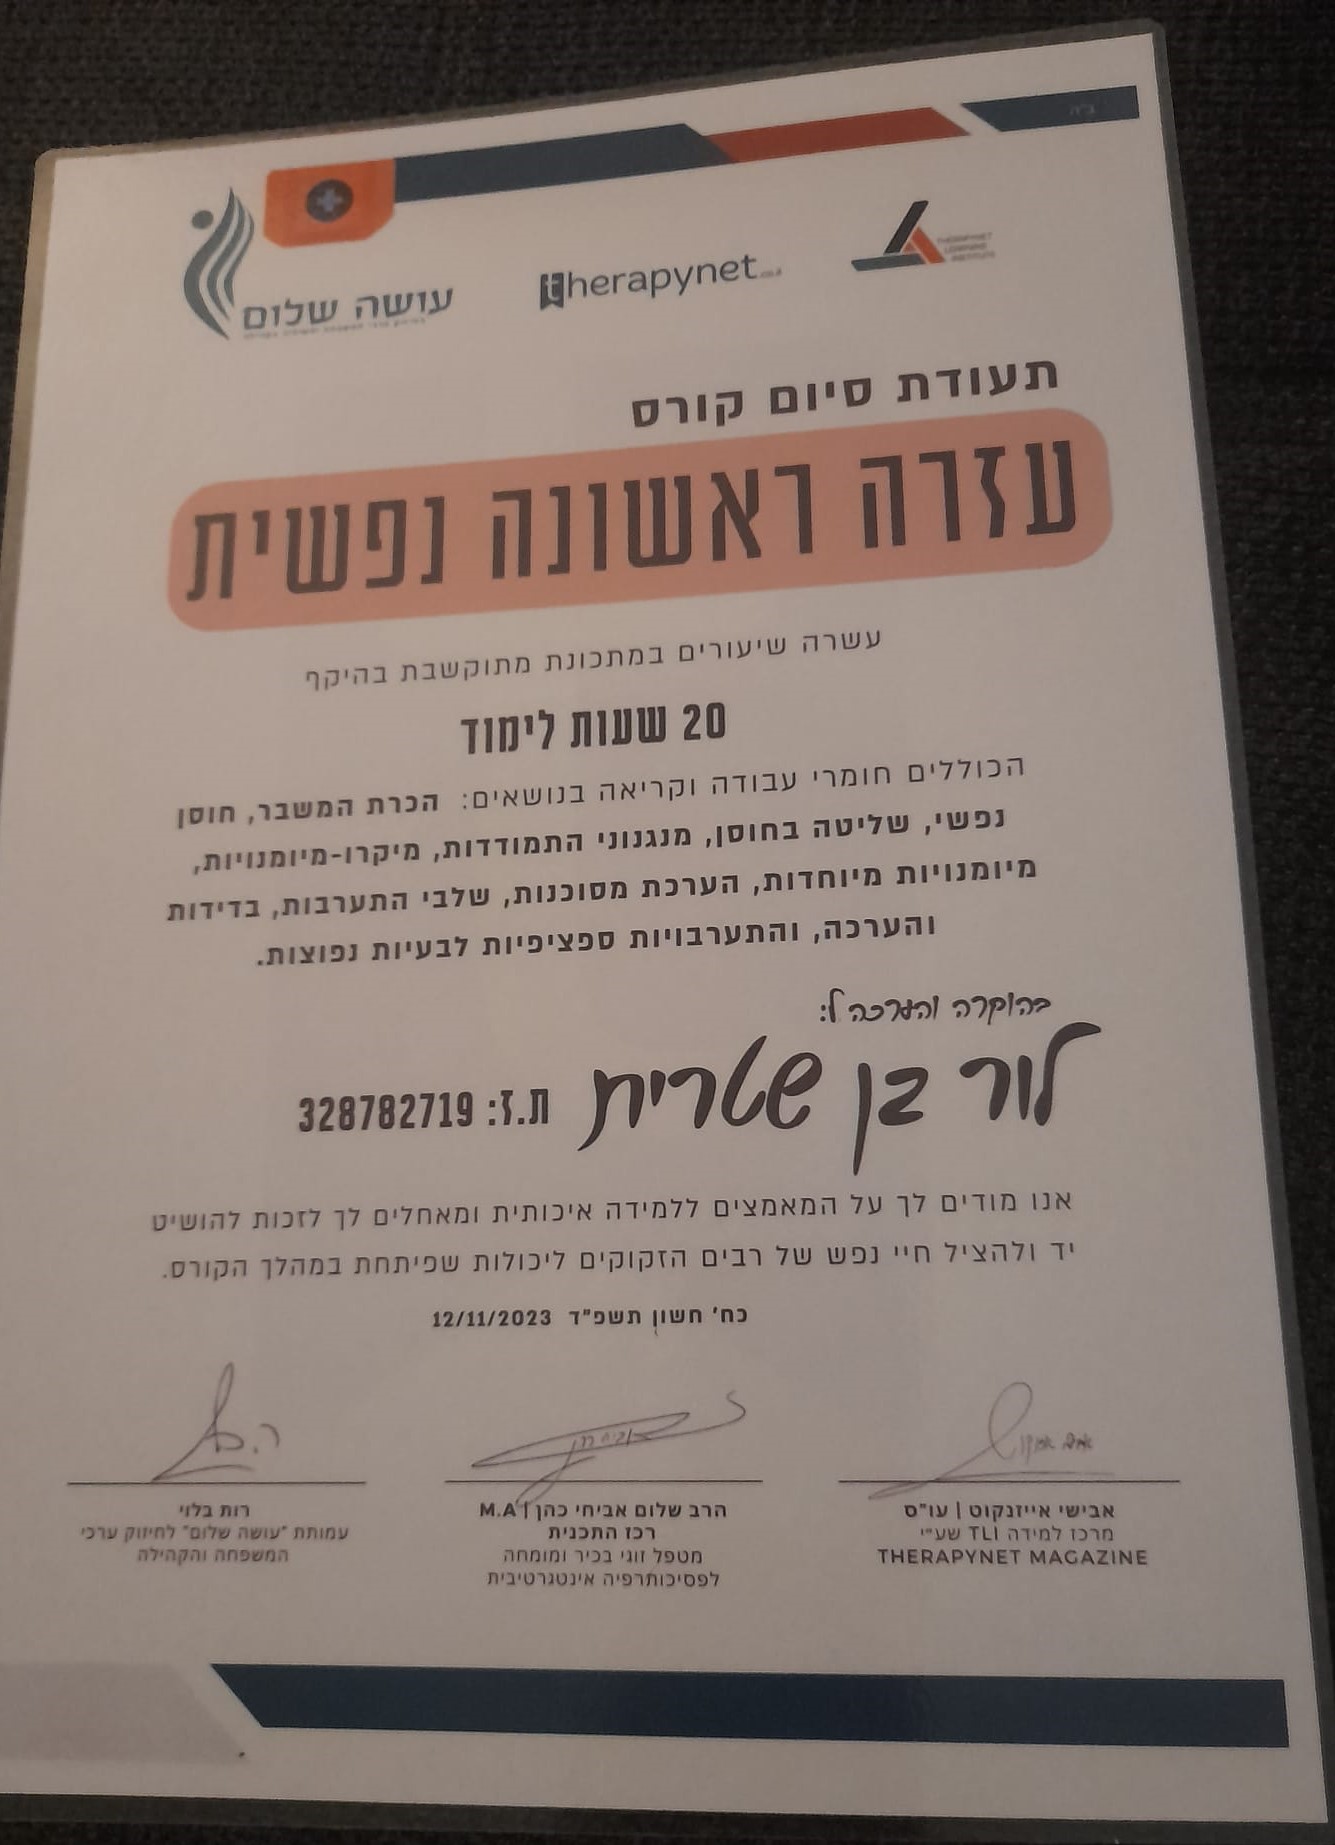 ב"ה
עושה שלום
therapynet
THERAPYNET
LEARNING
INSTITUTE
תעודת סיום קורס
עזרה ראשונה נפשית
עשרה שיעורים במתכונת מתוקשבת בהיקף
20 שעות לימוד
הכוללים חומרי עבודה וקריאה בנושאים: הכרת המשבר, חוסן
נפשי, שליטה בחוסן, מנגנוני התמודדות, מיקרו-מיומנויות,
מיומנויות מיוחדות, הערכת מסוכנות, שלבי התערבות, בדידות
והערכה, והתערבויות ספציפיות לבעיות נפוצות.
בהוקרה והערכה ל:
לור בן שטרית ת.ז: 328782719
אנו מודים לך על המאמצים ללמידה איכותית ומאחלים לך לזכות להושיט
יד ולהציל חיי נפש של רבים הזקוקים ליכולות שפיתחת במהלך הקורס.
כח' חשון תשפ"ד 12/11/2023
אבישי אייזנקוט | עו"ס
מרכז למידה TLI שע"י
THERAPYNET MAGAZINE
הרב שלום אביחי כהן | M.A
רכז התכנית
מטפל זוגי בכיר ומומחה
לפסיכותרפיה אינטגרטיבית
רות בלוי
עמותת "עושה שלום" לחיזוק ערכי
המשפחה והקהילה